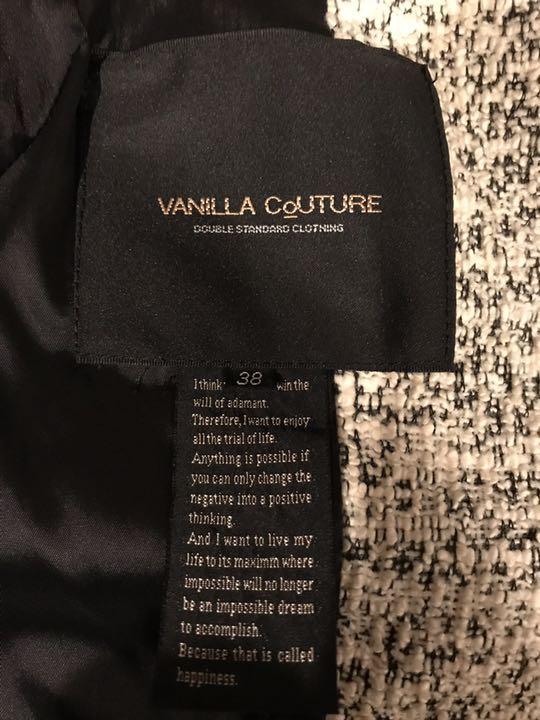 VANILLA CoUTURE
DOUBLE STANDARD CLOTHING
38
I think win the
will of adamant.
Therefore, I want to enjoy
all the trial of life.
Anything is possible if
you can only change the
negative into a positive
thinking.
And I want to live my
life to its maximm where
impossible will no longer
be an impossible dream
to accomplish.
Because that is called
happiness.